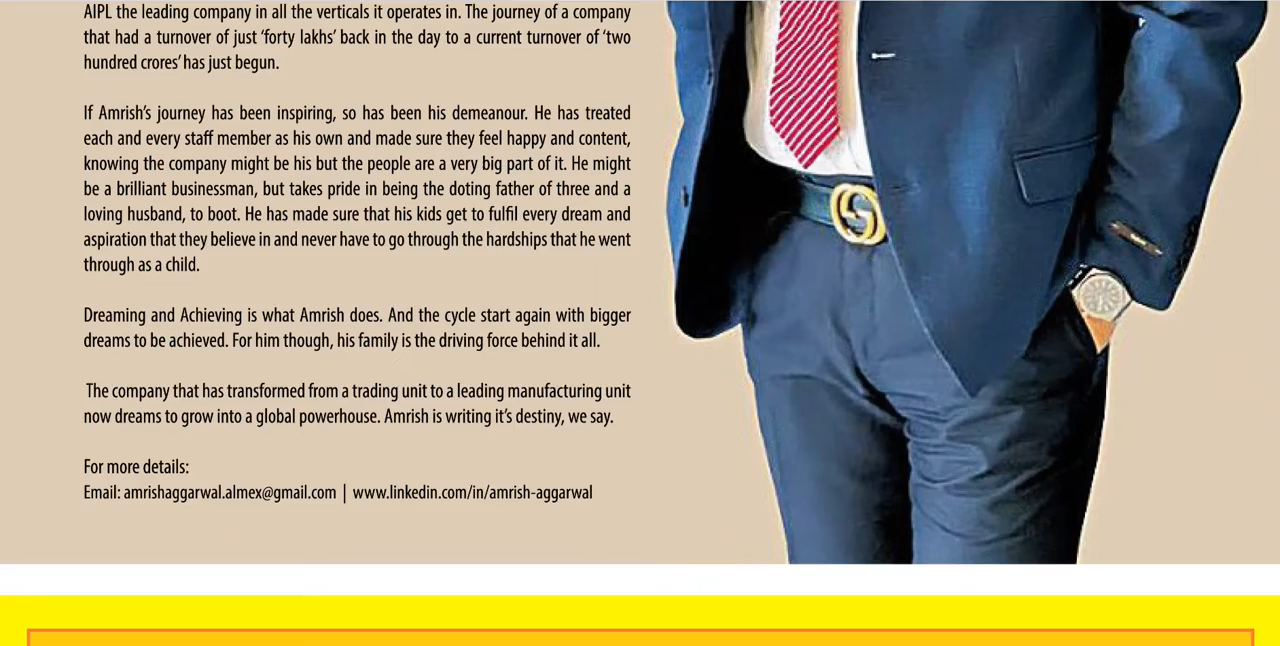 AIPL the leading company in all the verticals it operates in. The journey of a company
that had a turnover of just ‘forty lakhs’ back in the day to a current turnover of ‘two
hundred crores’ has just begun.
If Amrish’s journey has been inspiring, so has been his demeanour. He has treated
each and every staff member as his own and made sure they feel happy and content,
knowing the company might be his but the people are a very big part of it. He might
be a brilliant businessman, but takes pride in being the doting father of three and a
loving husband, to boot. He has made sure that his kids get to fulfil every dream and
aspiration that they believe in and never have to go through the hardships that he went
through as a child.
Dreaming and Achieving is what Amrish does. And the cycle start again with bigger
dreams to be achieved. For him though, his family is the driving force behind it all.
The company that has transformed from a trading unit to a leading manufacturing unit
now dreams to grow into a global powerhouse. Amrish is writing it’s destiny, we say.
For more details:
Email: amrishaggarwal.almex@gmail.com | www.linkedin.com/in/amrish-aggarwal